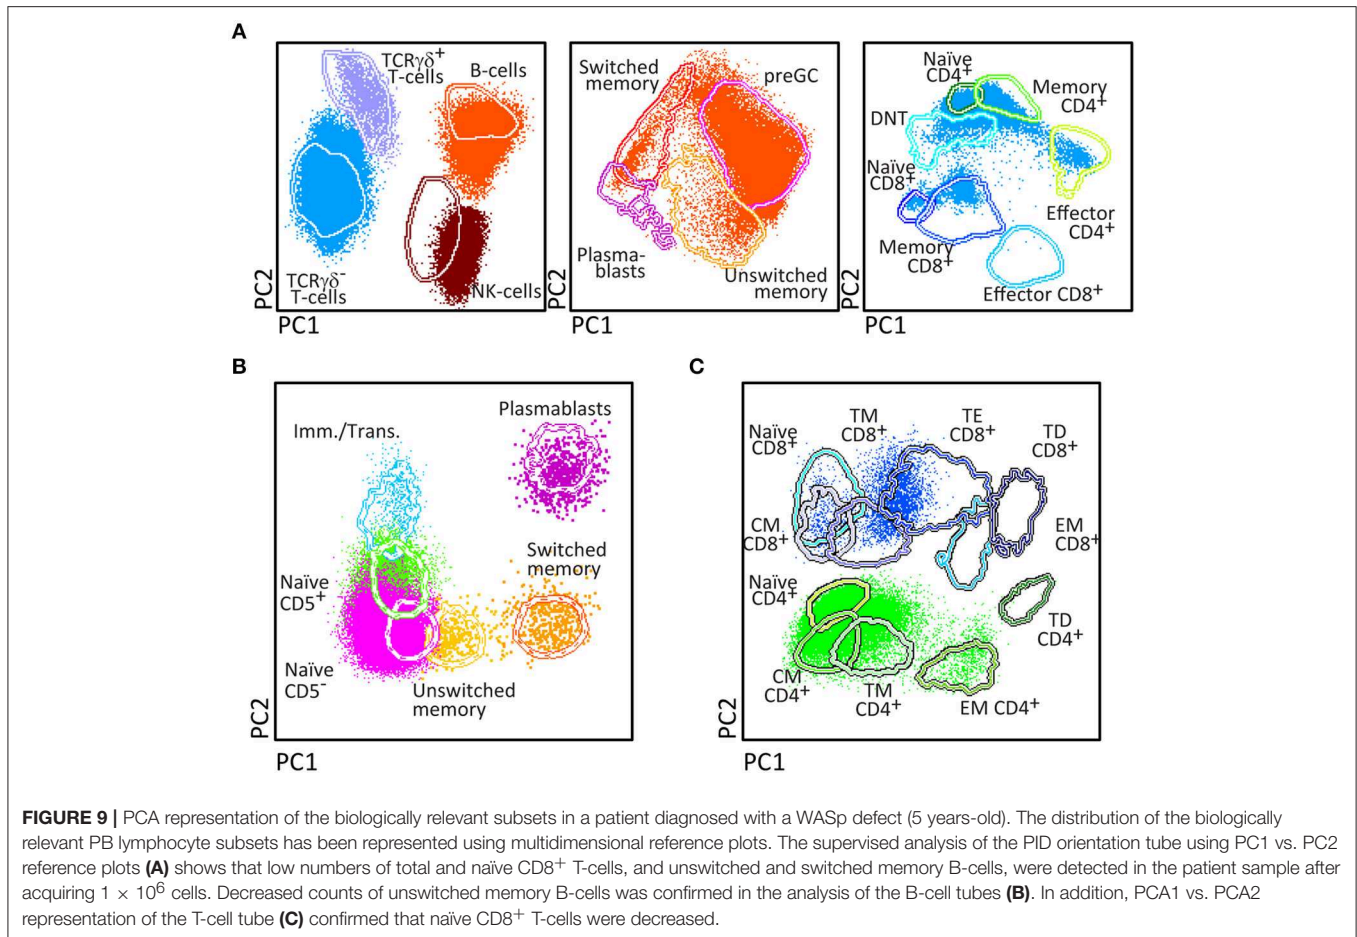 A
TCRγδ+
T-cells
B-cells
TCRγδ-
T-cells
NK-cells
PC2
PC1
Switched
memory
preGC
Plasma-
blasts
Unswitched
memory
PC2
PC1
Naïve
CD4+
Memory
CD4+
DNT
Naïve
CD8+
Effector
CD4+
Memory
CD8+
Effector CD8+
PC2
PC1
B
Plasmablasts
Imm./Trans.
Switched
memory
Naïve
CD5+
Naïve
CD5-
Unswitched
memory
PC2
PC1
C
Naïve
CD8+
TM
CD8+
TE
CD8+
TD
CD8+
CM
CD8+
EM
CD8+
Naïve
CD4+
TD
CD4+
CM
CD4+
TM
CD4+
EM CD4+
PC2
PC1
FIGURE 9 | PCA representation of the biologically relevant subsets in a patient diagnosed with a WASp defect (5 years-old). The distribution of the biologically
relevant PB lymphocyte subsets has been represented using multidimensional reference plots. The supervised analysis of the PID orientation tube using PC1 vs. PC2
reference plots (A) shows that low numbers of total and naïve CD8+ T-cells, and unswitched and switched memory B-cells, were detected in the patient sample after
acquiring 1 × 10⁶ cells. Decreased counts of unswitched memory B-cells was confirmed in the analysis of the B-cell tubes (B). In addition, PCA1 vs. PCA2
representation of the T-cell tube (C) confirmed that naïve CD8+ T-cells were decreased.